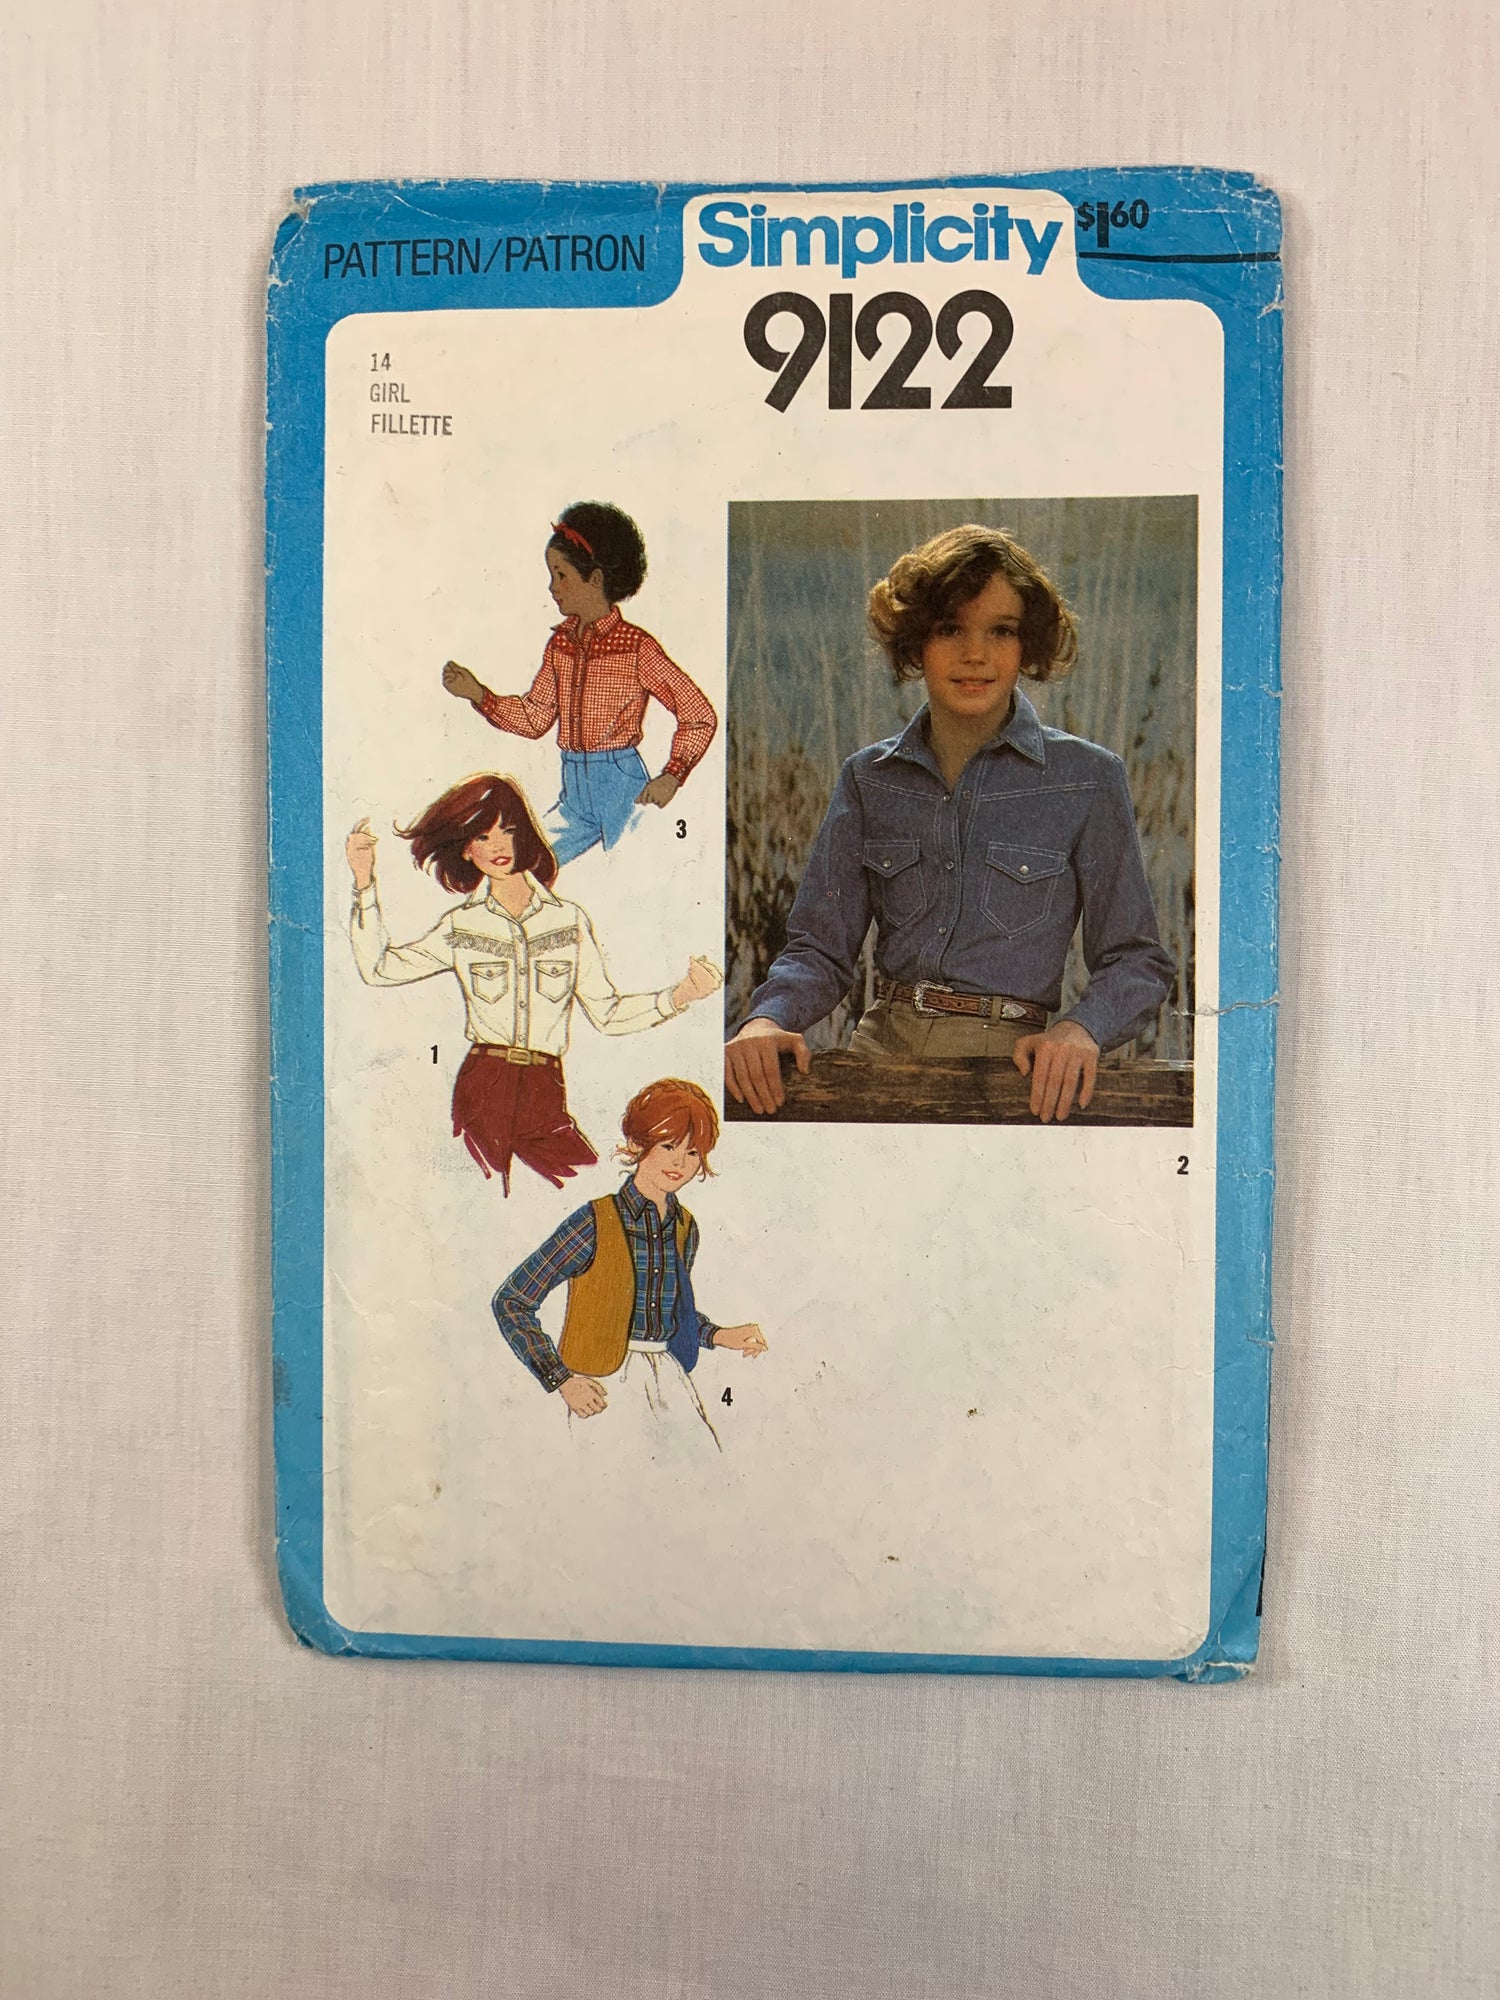 PATTERN/PATRON
Simplicity
$1.60
9122
14
GIRL
FILLETTE
3
1
2
4